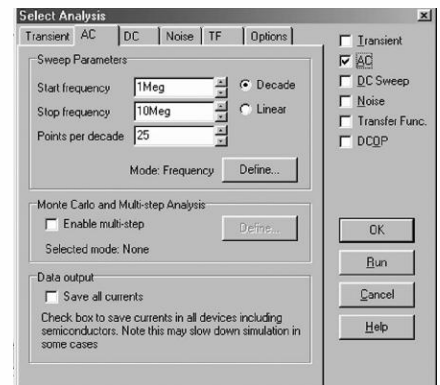 Select Analysis
Transient AC DC Noise TF Options
Sweep Parameters
Start frequency 1Meg Decade
Stop frequency 10Meg Linear
Points per decade 25
Mode: Frequency Define...
Monte Carlo and Multi-step Analysis
Enable multi-step Define...
Selected mode: None
Data output
Save all currents
Check box to save currents in all devices including
semiconductors. Note this may slow down simulation in
some cases
Transient
AC
DC Sweep
Noise
Transfer Func.
DCOP
OK
Run
Cancel
Help